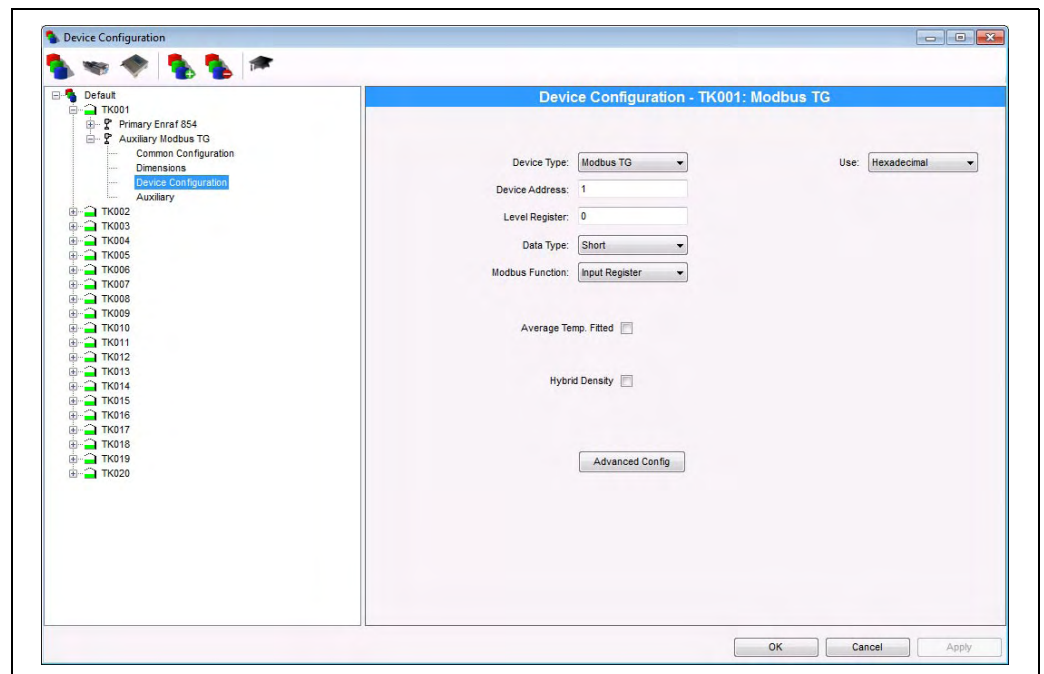 Device Configuration
Default
TK001
Primary Enraf 854
Auxiliary Modbus TG
Common Configuration
Dimensions
Device Configuration
Auxiliary
TK002
TK003
TK004
TK005
TK006
TK007
TK008
TK009
TK010
TK011
TK012
TK013
TK014
TK015
TK016
TK017
TK018
TK019
TK020
Device Configuration - TK001: Modbus TG
Device Type: Modbus TG Use: Hexadecimal
Device Address: 1
Level Register: 0
Data Type: Short
Modbus Function: Input Register
Average Temp. Fitted
Hybrid Density
Advanced Config
OK Cancel Apply